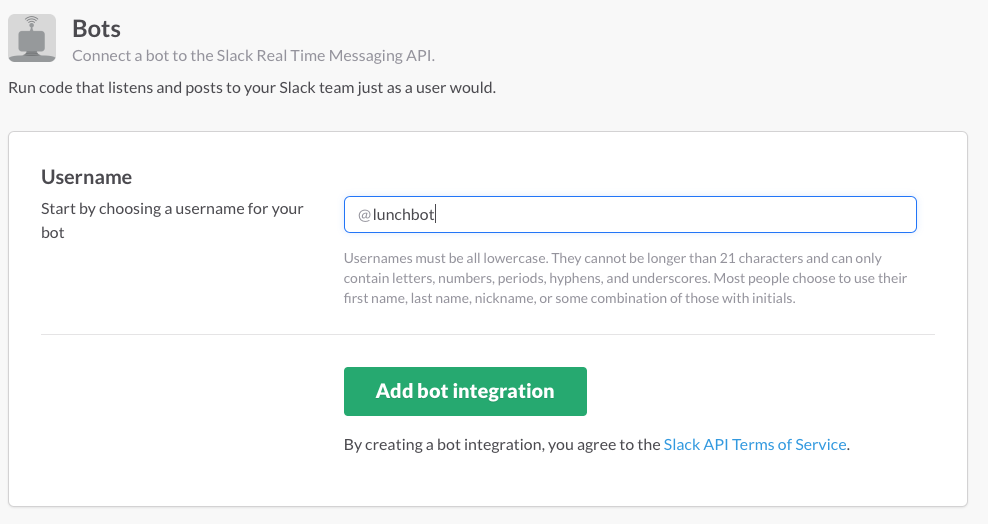 Bots
Connect a bot to the Slack Real Time Messaging API.
Run code that listens and posts to your Slack team just as a user would.
Username
Start by choosing a username for your
bot
@lunchbot
Usernames must be all lowercase. They cannot be longer than 21 characters and can only
contain letters, numbers, periods, hyphens, and underscores. Most people choose to use their
first name, last name, nickname, or some combination of those with initials.
Add bot integration
By creating a bot integration, you agree to the Slack API Terms of Service.